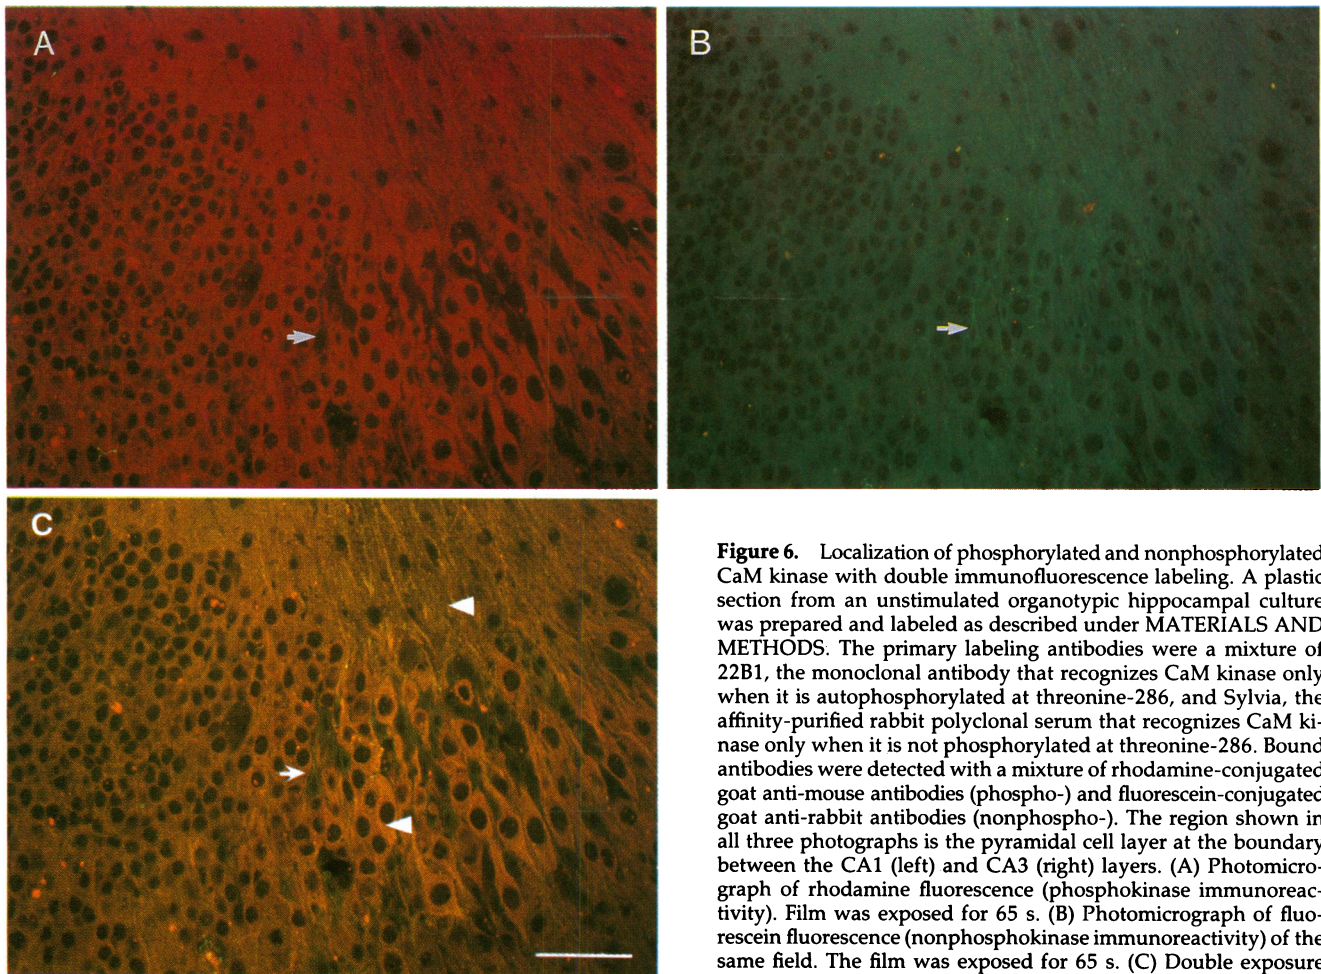 A
B
C
Figure 6. Localization of phosphorylated and nonphosphorylated
CaM kinase with double immunofluorescence labeling. A plastic
section from an unstimulated organotypic hippocampal culture
was prepared and labeled as described under MATERIALS AND
METHODS. The primary labeling antibodies were a mixture of
22B1, the monoclonal antibody that recognizes CaM kinase only
when it is autophosphorylated at threonine-286, and Sylvia, the
affinity-purified rabbit polyclonal serum that recognizes CaM ki-
nase only when it is not phosphorylated at threonine-286. Bound
antibodies were detected with a mixture of rhodamine-conjugated
goat anti-mouse antibodies (phospho-) and fluorescein-conjugated
goat anti-rabbit antibodies (nonphospho-). The region shown in
all three photographs is the pyramidal cell layer at the boundary
between the CA1 (left) and CA3 (right) layers. (A) Photomicro-
graph of rhodamine fluorescence (phosphokinase immunoreac-
tivity). Film was exposed for 65 s. (B) Photomicrograph of fluo-
rescein fluorescence (nonphosphokinase immunoreactivity) of the
same field. The film was exposed for 65 s. (C) Double exposure